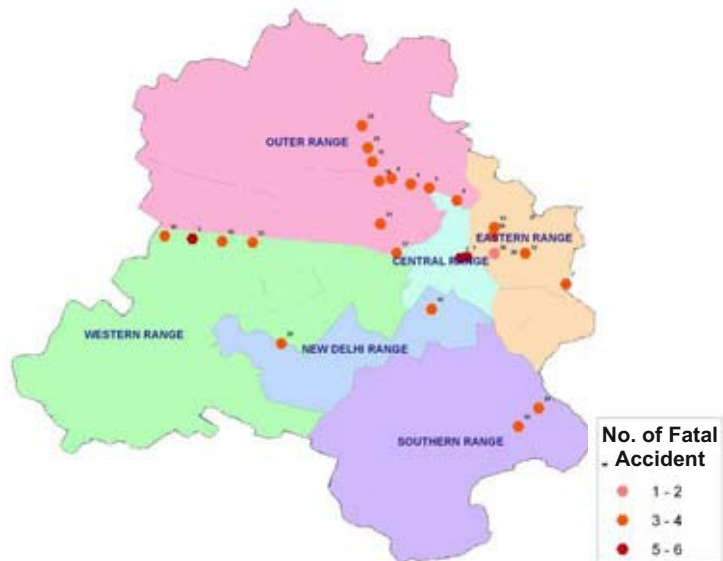 OUTER RANGE
EASTERN RANGE
CENTRAL RANGE
WESTERN RANGE
NEW DELHI RANGE
SOUTHERN RANGE
No. of Fatal
Accident
1 - 2
3 - 4
5 - 6